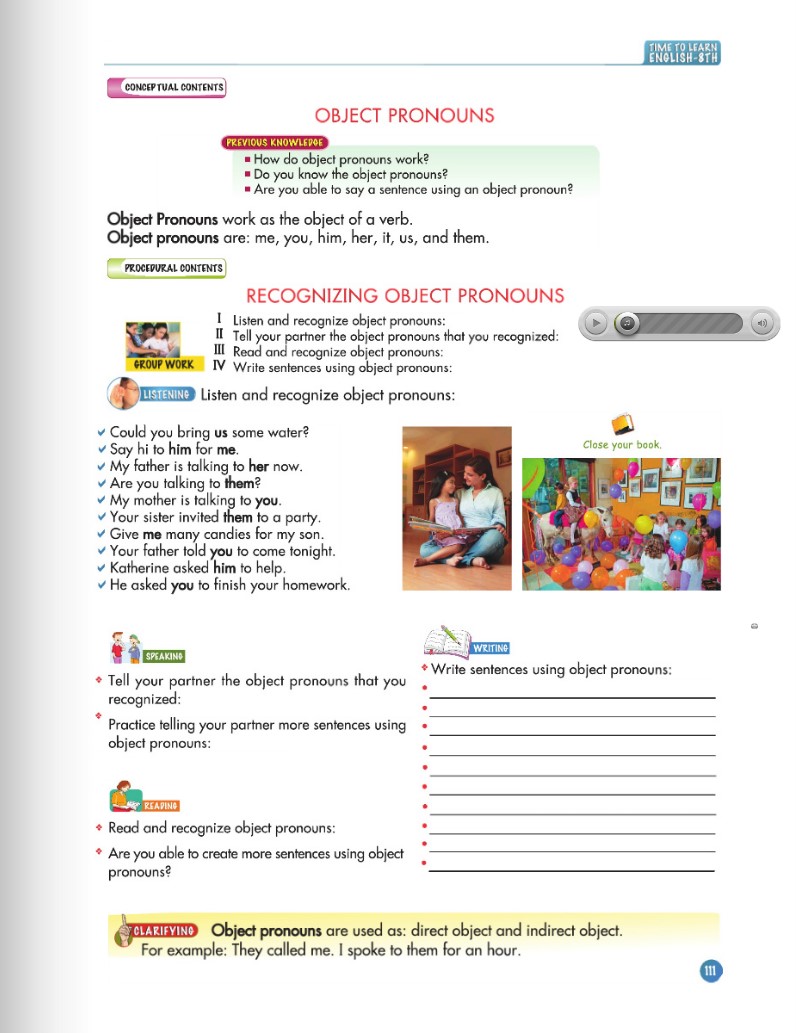 TIME TO LEARN
ENGLISH-8TH
CONCEPTUAL CONTENTS
OBJECT PRONOUNS
PREVIOUS KNOWLEDGE
How do object pronouns work?
Do you know the object pronouns?
Are you able to say a sentence using an object pronoun?
Object Pronouns work as the object of a verb.
Object pronouns are: me, you, him, her, it, us, and them.
PROCEDURAL CONTENTS
RECOGNIZING OBJECT PRONOUNS
I Listen and recognize object pronouns:
II Tell your partner the object pronouns that you recognized:
III Read and recognize object pronouns:
IV Write sentences using object pronouns:
GROUP WORK
LISTENING Listen and recognize object pronouns:
Could you bring us some water?
Say hi to him for me.
My father is talking to her now.
Are you talking to them?
My mother is talking to you.
Your sister invited them to a party.
Give me many candies for my son.
Your father told you to come tonight.
Katherine asked him to help.
He asked you to finish your homework.
Close your book.
SPEAKING
Tell your partner the object pronouns that you
recognized:
Practice telling your partner more sentences using
object pronouns:
READING
Read and recognize object pronouns:
Are you able to create more sentences using object
pronouns?
WRITING
Write sentences using object pronouns:
CLARIFYING Object pronouns are used as: direct object and indirect object.
For example: They called me. I spoke to them for an hour.
111